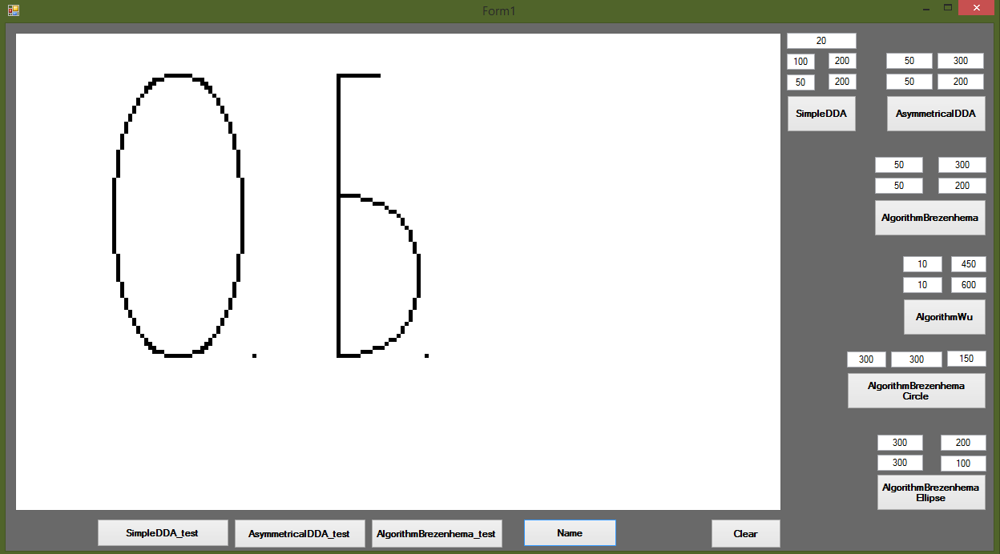 Form1
О. Б.
20
100 200
50 200
SimpleDDA
50 300
50 200
AsymmetricalDDA
50 300
50 200
AlgorithmBrezenhema
10 450
10 600
AlgorithmWu
300 300 150
AlgorithmBrezenhema
Circle
300 200
300 100
AlgorithmBrezenhema
Ellipse
SimpleDDA_test AsymmetricalDDA_test AlgorithmBrezenhema_test Name Clear